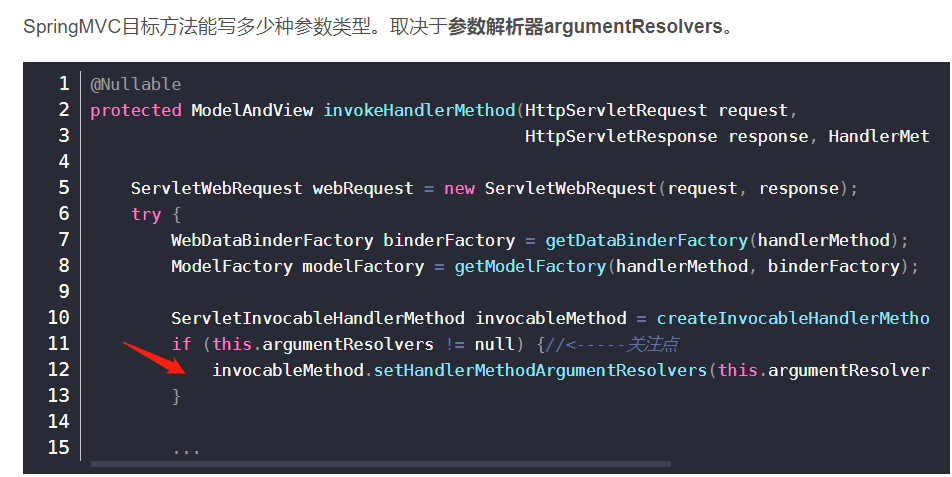 SpringMVC目标方法能写多少种参数类型。取决于参数解析器argumentResolvers。
1 @Nullable
2 protected ModelAndView invokeHandlerMethod(HttpServletRequest request,
3 HttpServletResponse response, HandlerMet
4
5 ServletWebRequest webRequest = new ServletWebRequest(request, response);
6 try {
7 WebDataBinderFactory binderFactory = getDataBinderFactory(handlerMethod);
8 ModelFactory modelFactory = getModelFactory(handlerMethod, binderFactory);
9
10 ServletInvocableHandlerMethod invocableMethod = createInvocableHandlerMetho
11 if (this.argumentResolvers != null) {//<-----关注点
12 invocableMethod.setHandlerMethodArgumentResolvers(this.argumentResolver
13 }
14
15 ...